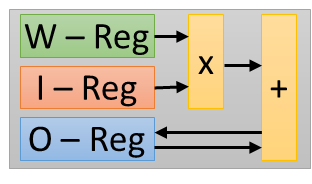 W – Reg
I – Reg
O – Reg
x
+